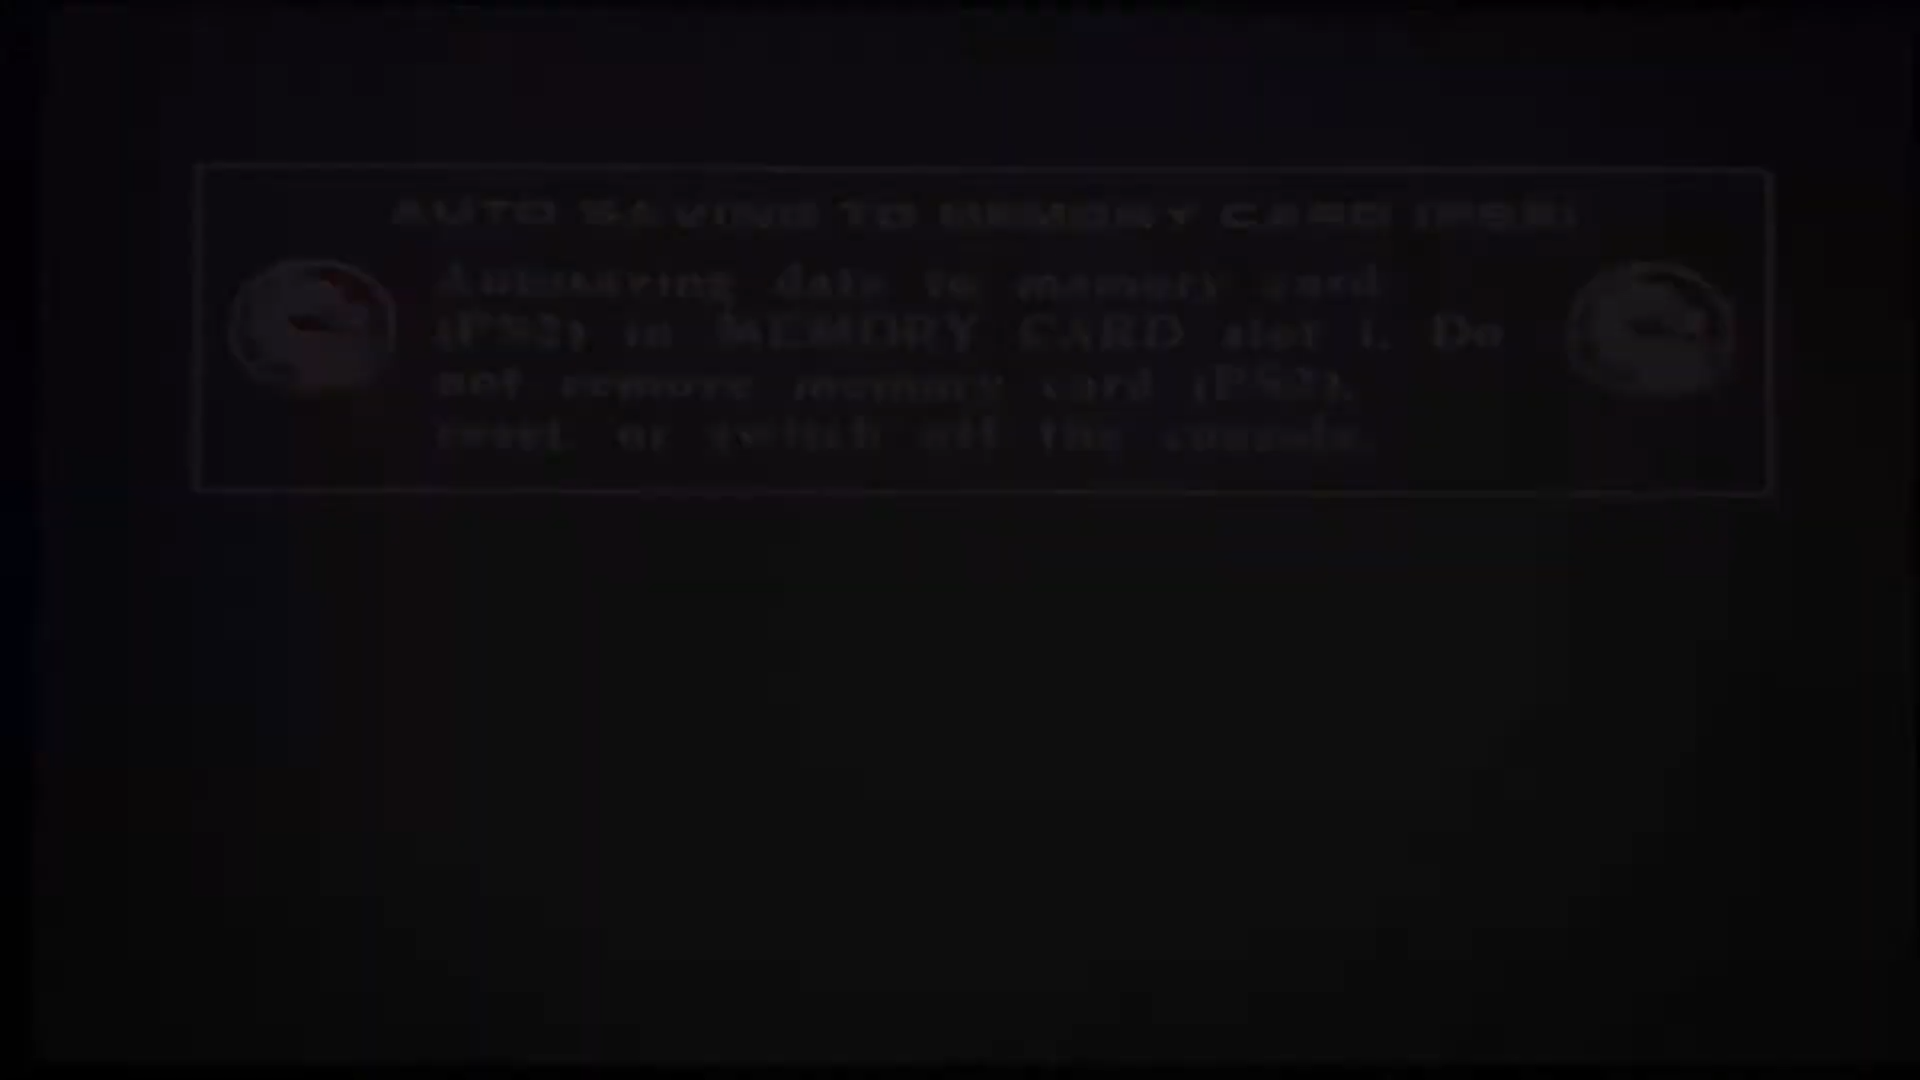 AUTO SAVING TO MEMORY CARD (PS2)
Autosaving data to memory card
(PS2) in MEMORY CARD slot 1. Do
not remove memory card (PS2),
reset, or switch off the console.